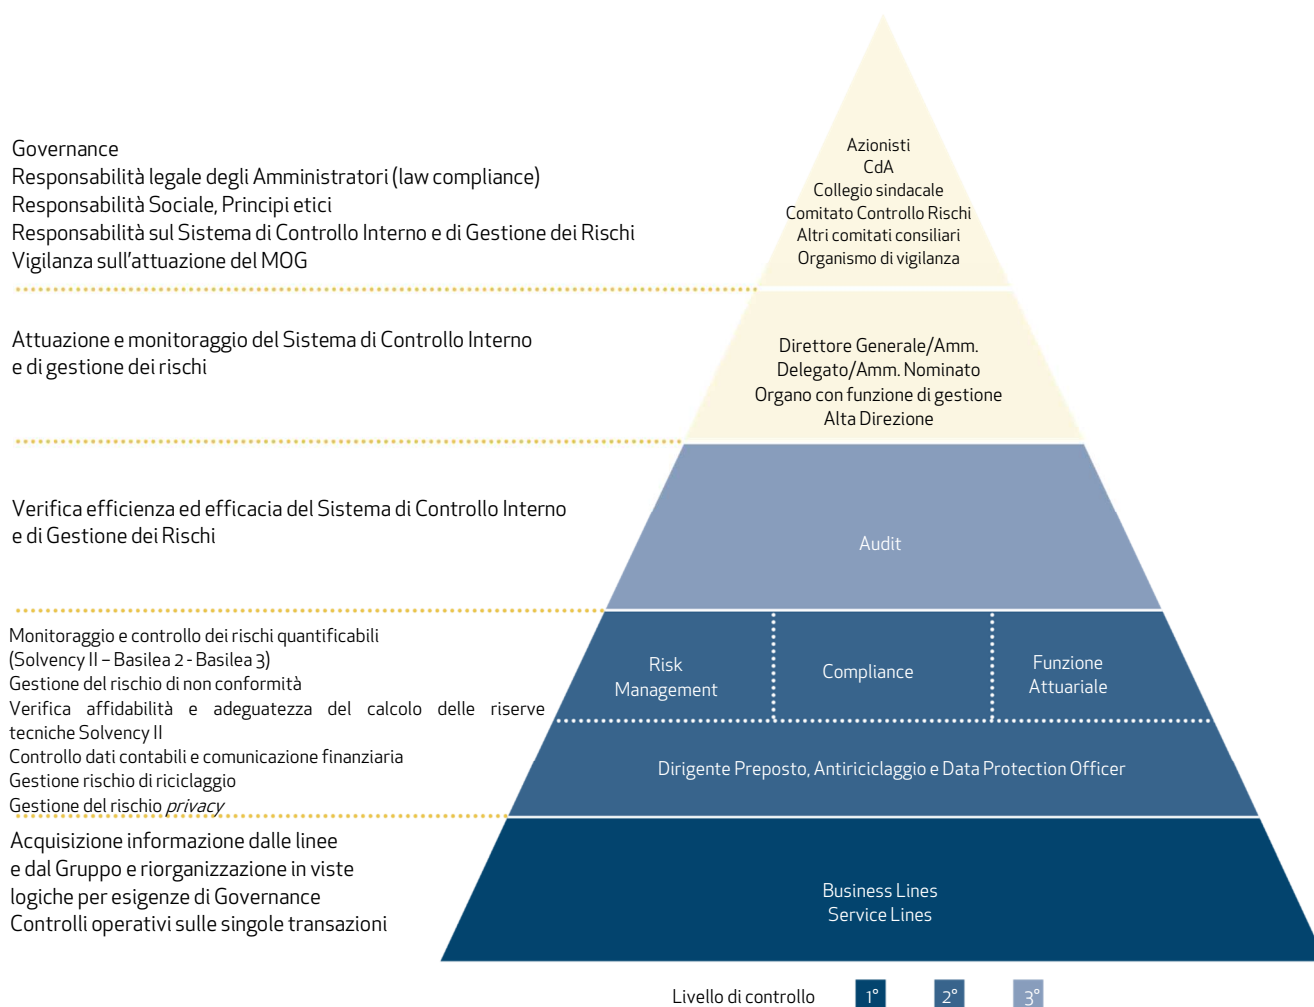 Governance
Responsabilità legale degli Amministratori (law compliance)
Responsabilità Sociale, Principi etici
Responsabilità sul Sistema di Controllo Interno e di Gestione dei Rischi
Vigilanza sull'attuazione del MOG
Azionisti
CdA
Collegio sindacale
Comitato Controllo Rischi
Altri comitati consiliari
Organismo di vigilanza
Attuazione e monitoraggio del Sistema di Controllo Interno
e di gestione dei rischi
Direttore Generale/Amm.
Delegato/Amm. Nominato
Organo con funzione di gestione
Alta Direzione
Verifica efficienza ed efficacia del Sistema di Controllo Interno
e di Gestione dei Rischi
Audit
Monitoraggio e controllo dei rischi quantificabili
(Solvency II – Basilea 2 - Basilea 3)
Gestione del rischio di non conformità
Verifica affidabilità e adeguatezza del calcolo delle riserve
tecniche Solvency II
Controllo dati contabili e comunicazione finanziaria
Gestione rischio di riciclaggio
Gestione del rischio privacy
Risk
Management
Compliance
Funzione
Attuariale
Dirigente Preposto, Antiriciclaggio e Data Protection Officer
Acquisizione informazione dalle linee
e dal Gruppo e riorganizzazione in viste
logiche per esigenze di Governance
Controlli operativi sulle singole transazioni
Business Lines
Service Lines
Livello di controllo 1° 2° 3°